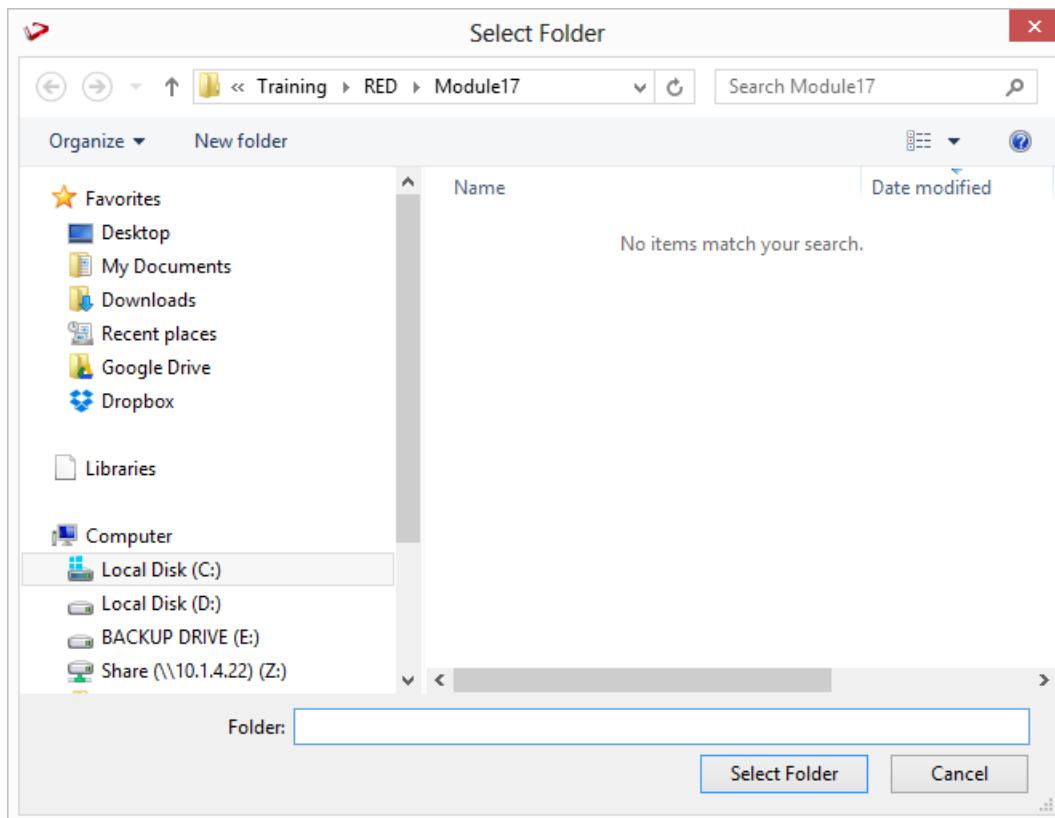 Select Folder
« Training RED Module17
Search Module17
Organize
New folder
Favorites
Desktop
My Documents
Downloads
Recent places
Google Drive
Dropbox
Libraries
Computer
Local Disk (C:)
Local Disk (D:)
BACKUP DRIVE (E:)
Share (\\10.1.4.22) (Z:)
Name
Date modified
No items match your search.
Folder:
Select Folder
Cancel